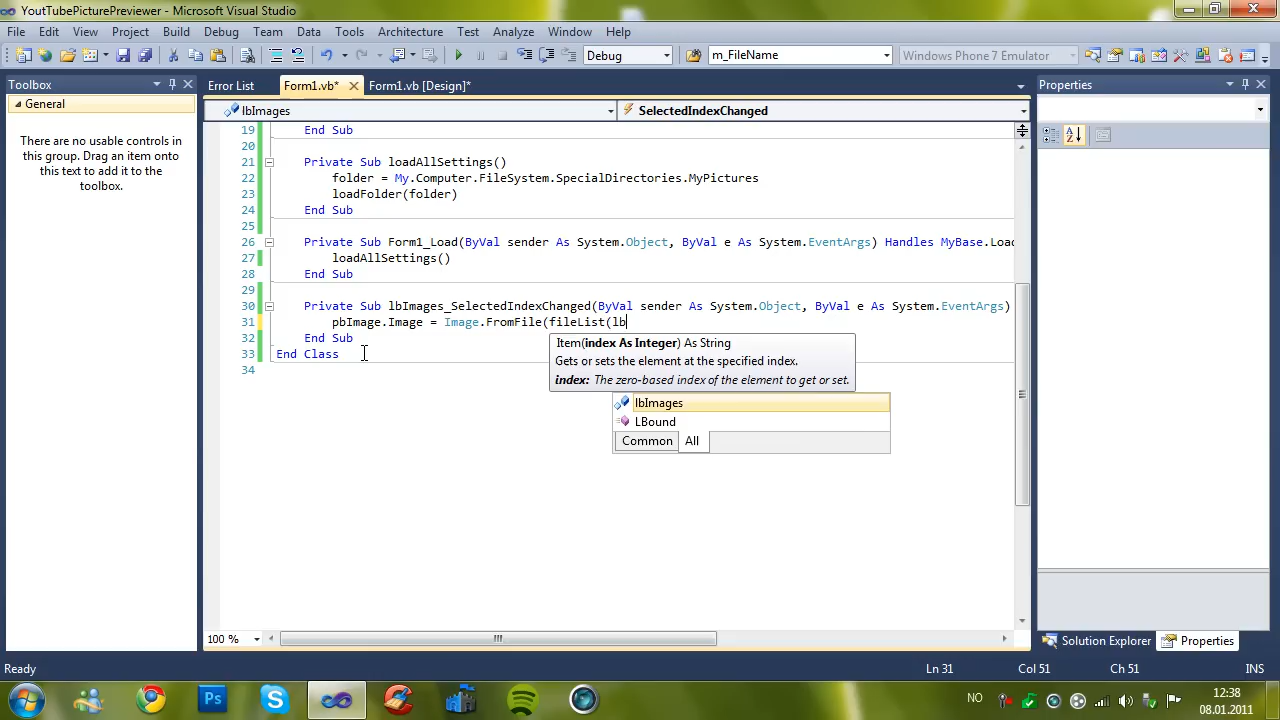 YoutTubePicturePreviewer - Microsoft Visual Studio
File Edit View Project Build Debug Team Data Tools Architecture Test Analyze Window Help
Debug m_FileName Windows Phone 7 Emulator
Toolbox
General
There are no usable controls in
this group. Drag an item onto
this text to add it to the
toolbox.
Error List Form1.vb* Form1.vb [Design]*
lbImages SelectedIndexChanged
19 End Sub
20
21 Private Sub loadAllSettings()
22 folder = My.Computer.FileSystem.SpecialDirectories.MyPictures
23 loadFolder(folder)
24 End Sub
25
26 Private Sub Form1_Load(ByVal sender As System.Object, ByVal e As System.EventArgs) Handles MyBase.Load
27 loadAllSettings()
28 End Sub
29
30 Private Sub lbImages_SelectedIndexChanged(ByVal sender As System.Object, ByVal e As System.EventArgs)
31 pbImage.Image = Image.FromFile(fileList(lb
32 End Sub
33 End Class
34
Item(index As Integer) As String
Gets or sets the element at the specified index.
index: The zero-based index of the element to get or set.
lbImages
LBound
Common All
100 %
Properties
Solution Explorer Properties
Ready Ln 31 Col 51 Ch 51 INS
Ps
NO
12:38
08.01.2011